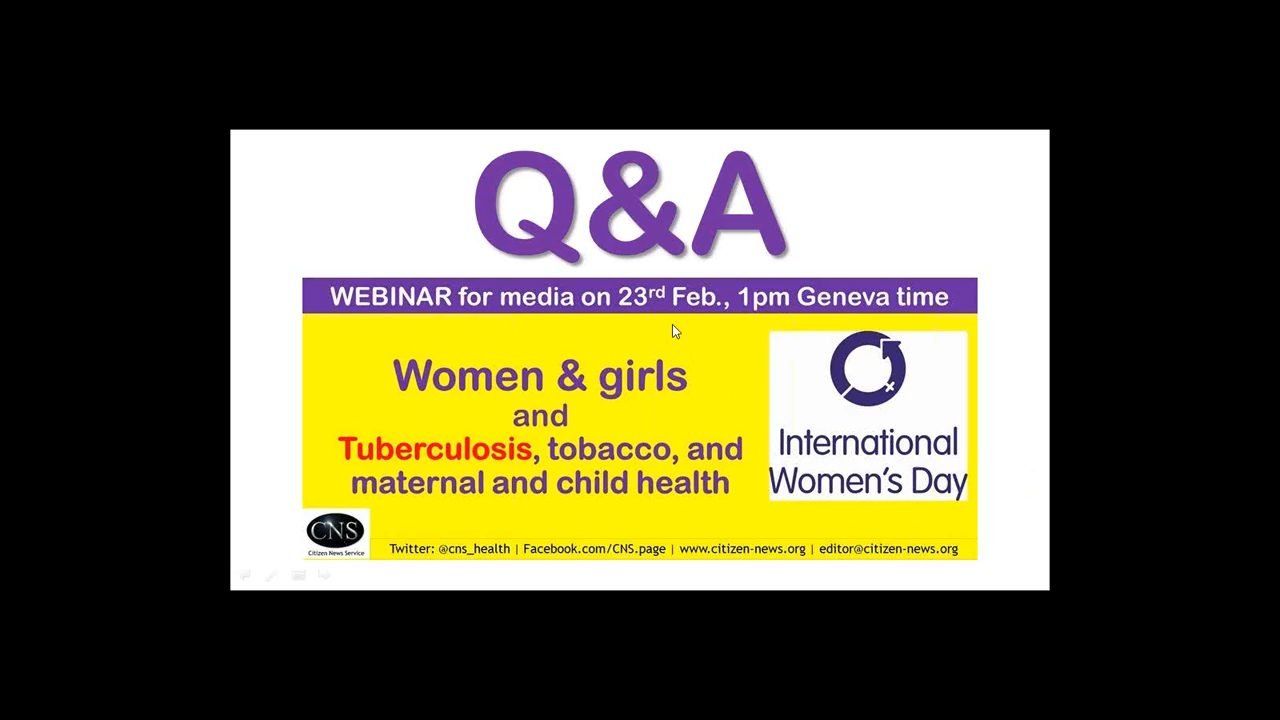 Q&A
WEBINAR for media on 23rd Feb., 1pm Geneva time
Women & girls
and
Tuberculosis, tobacco, and
maternal and child health
International
Women's Day
CNS
Citizen News Service
Twitter: @cns_health | Facebook.com/CNS.page | www.citizen-news.org | editor@citizen-news.org